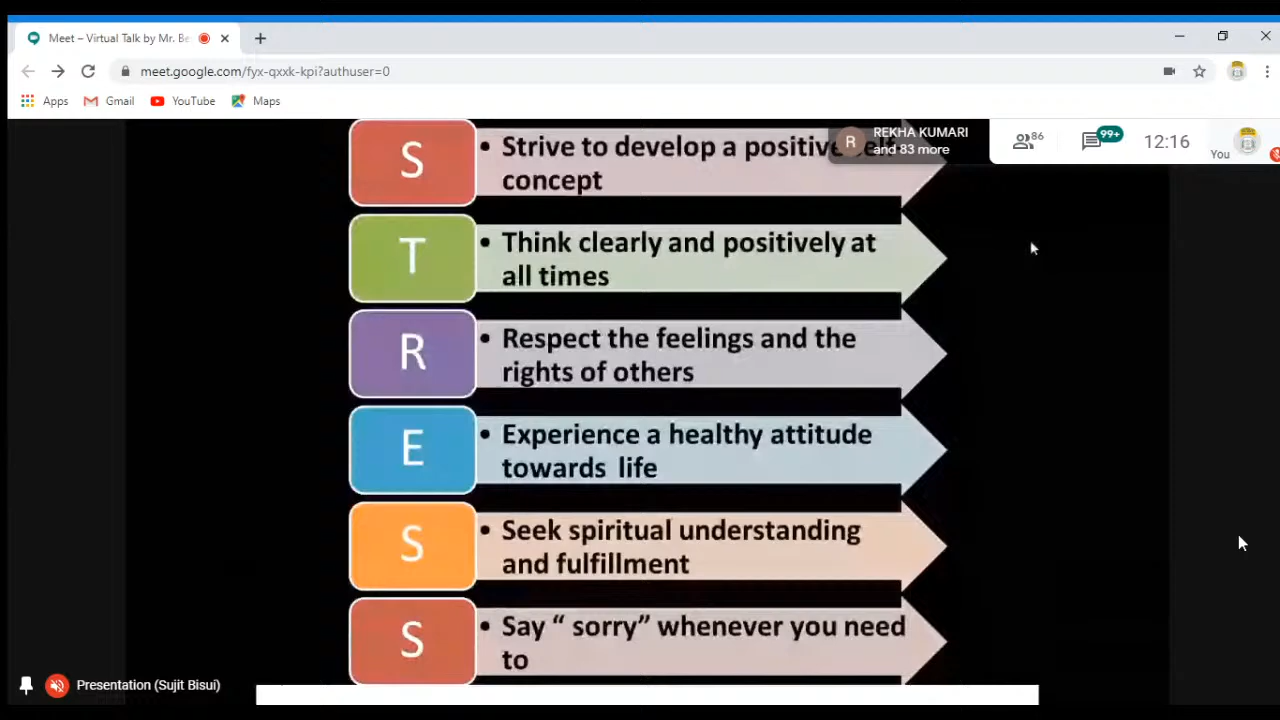 Meet – Virtual Talk by Mr. Be
meet.google.com/fyx-qxxk-kpi?authuser=0
Apps Gmail YouTube Maps
R REKHA KUMARI
and 83 more
86 99+ 12:16 You
S • Strive to develop a positive self
concept
T • Think clearly and positively at
all times
R • Respect the feelings and the
rights of others
E • Experience a healthy attitude
towards life
S • Seek spiritual understanding
and fulfillment
S • Say “ sorry” whenever you need
to
Presentation (Sujit Bisui)